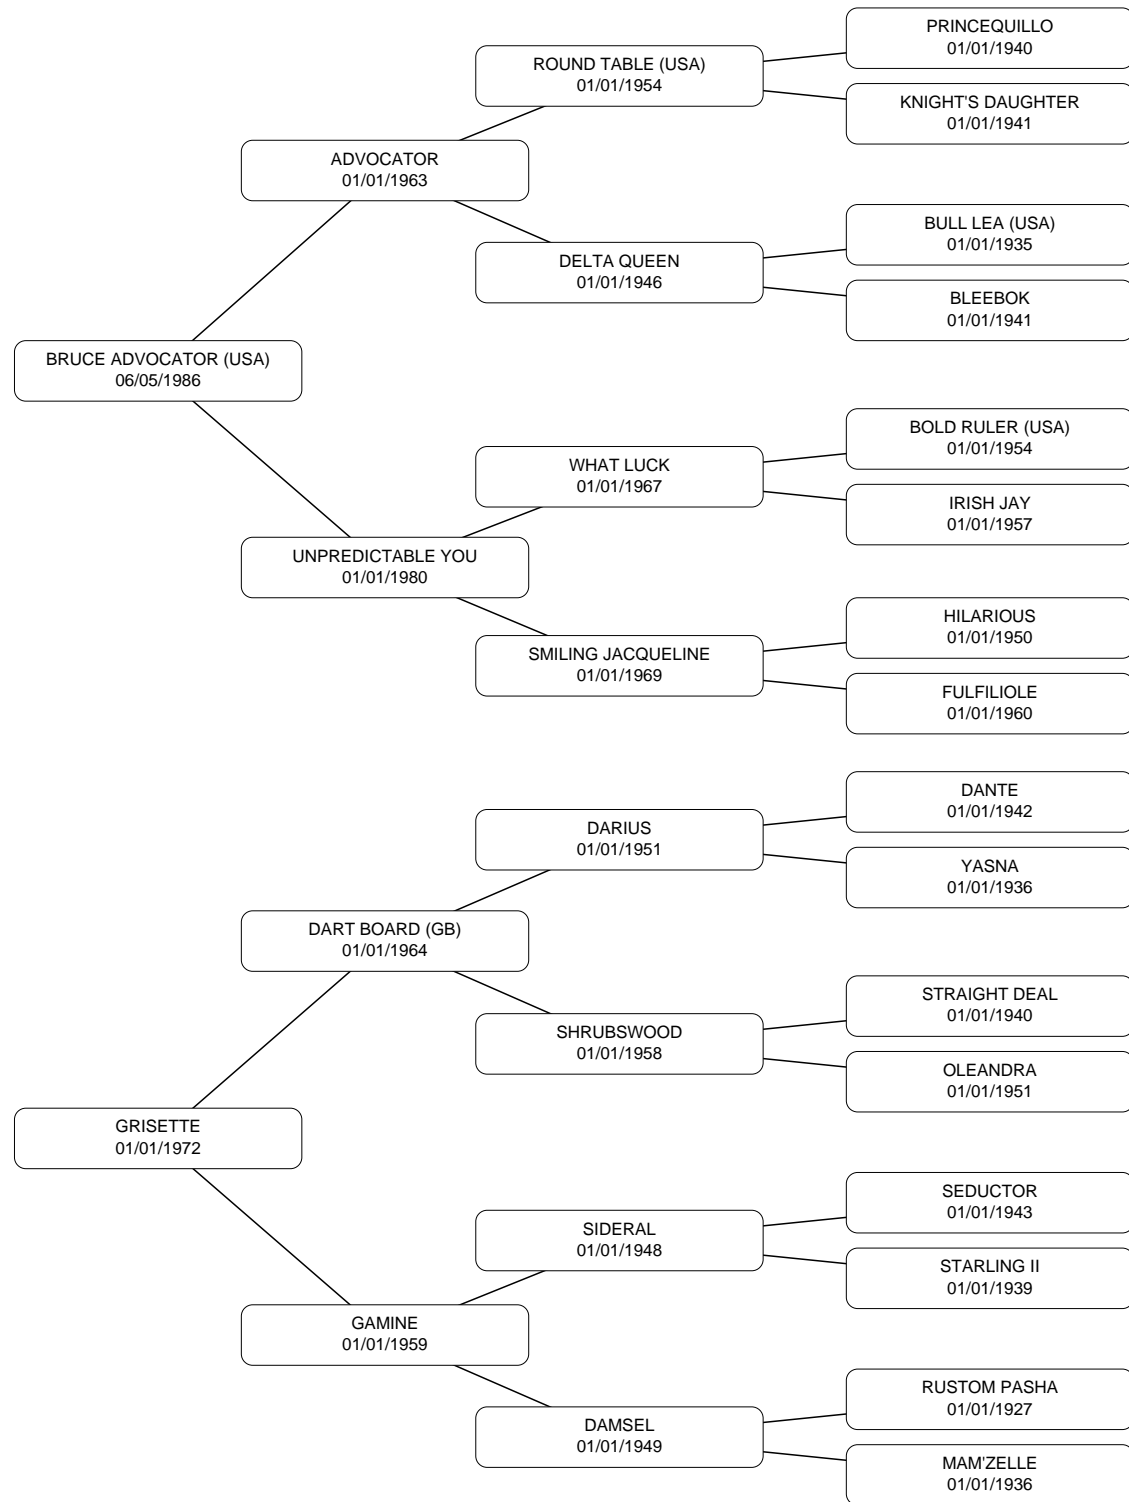 PRINCEQUILLO
01/01/1940
ROUND TABLE (USA)
01/01/1954
KNIGHT'S DAUGHTER
01/01/1941
ADVOCATOR
01/01/1963
BULL LEA (USA)
01/01/1935
DELTA QUEEN
01/01/1946
BLEEBOK
01/01/1941
BRUCE ADVOCATOR (USA)
06/05/1986
BOLD RULER (USA)
01/01/1954
WHAT LUCK
01/01/1967
IRISH JAY
01/01/1957
UNPREDICTABLE YOU
01/01/1980
HILARIOUS
01/01/1950
SMILING JACQUELINE
01/01/1969
FULFILIOLE
01/01/1960
DANTE
01/01/1942
DARIUS
01/01/1951
YASNA
01/01/1936
DART BOARD (GB)
01/01/1964
STRAIGHT DEAL
01/01/1940
SHRUBSWOOD
01/01/1958
OLEANDRA
01/01/1951
GRISETTE
01/01/1972
SEDUCTOR
01/01/1943
SIDERAL
01/01/1948
STARLING II
01/01/1939
GAMINE
01/01/1959
RUSTOM PASHA
01/01/1927
DAMSEL
01/01/1949
MAM'ZELLE
01/01/1936